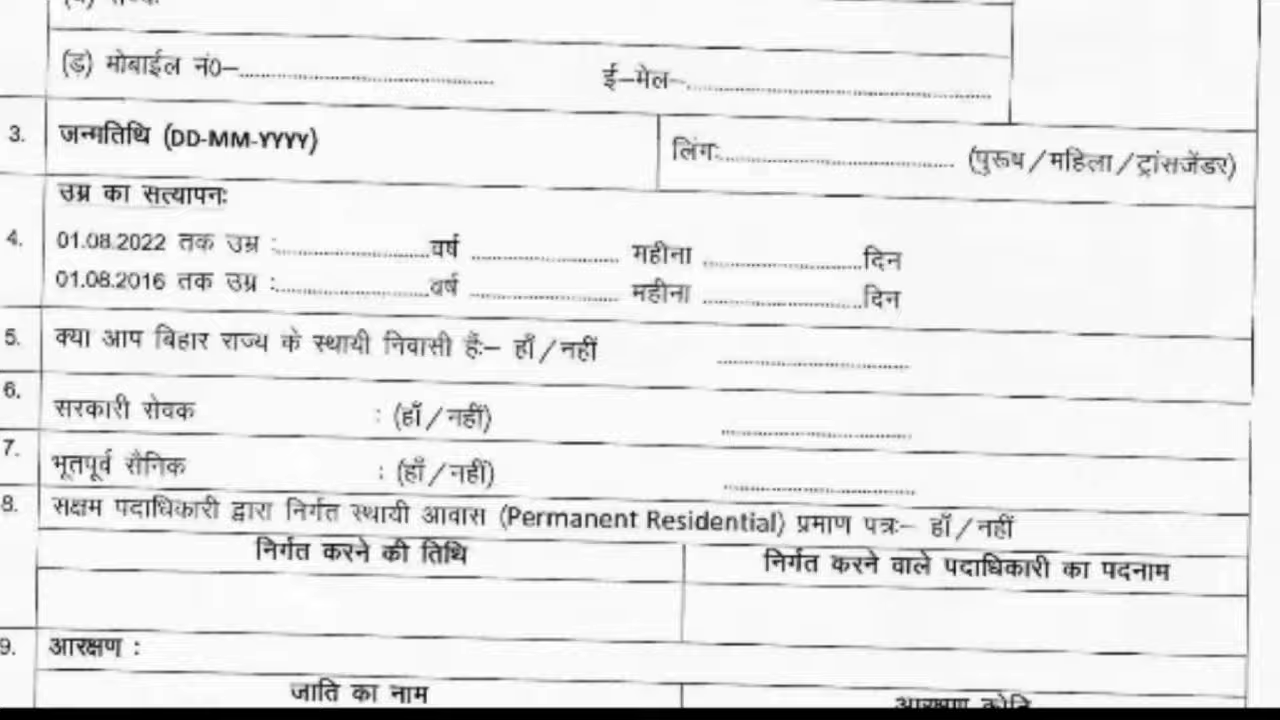 (ड) मोबाईल नं0–.......................................... ई–मेल–..................................................
3. जन्मतिथि (DD-MM-YYYY) लिंगः....................................... (पुरूष/महिला/ट्रांसजेंडर)
उम्र का सत्यापनः
4. 01.08.2022 तक उम्र :..........................वर्ष ......................... महीना ..........................दिन
01.08.2016 तक उम्र :..........................वर्ष ......................... महीना ..........................दिन
5. क्या आप बिहार राज्य के स्थायी निवासी हैं:– हाँ/नहीं ................................
6. सरकारी सेवक : (हाँ/नहीं) ................................
7. भूतपूर्व सैनिक : (हाँ/नहीं) ................................
8. सक्षम पदाधिकारी द्वारा निर्गत स्थायी आवास (Permanent Residential) प्रमाण पत्रः– हाँ/नहीं
निर्गत करने की तिथि निर्गत करने वाले पदाधिकारी का पदनाम
9. आरक्षण :
जाति का नाम